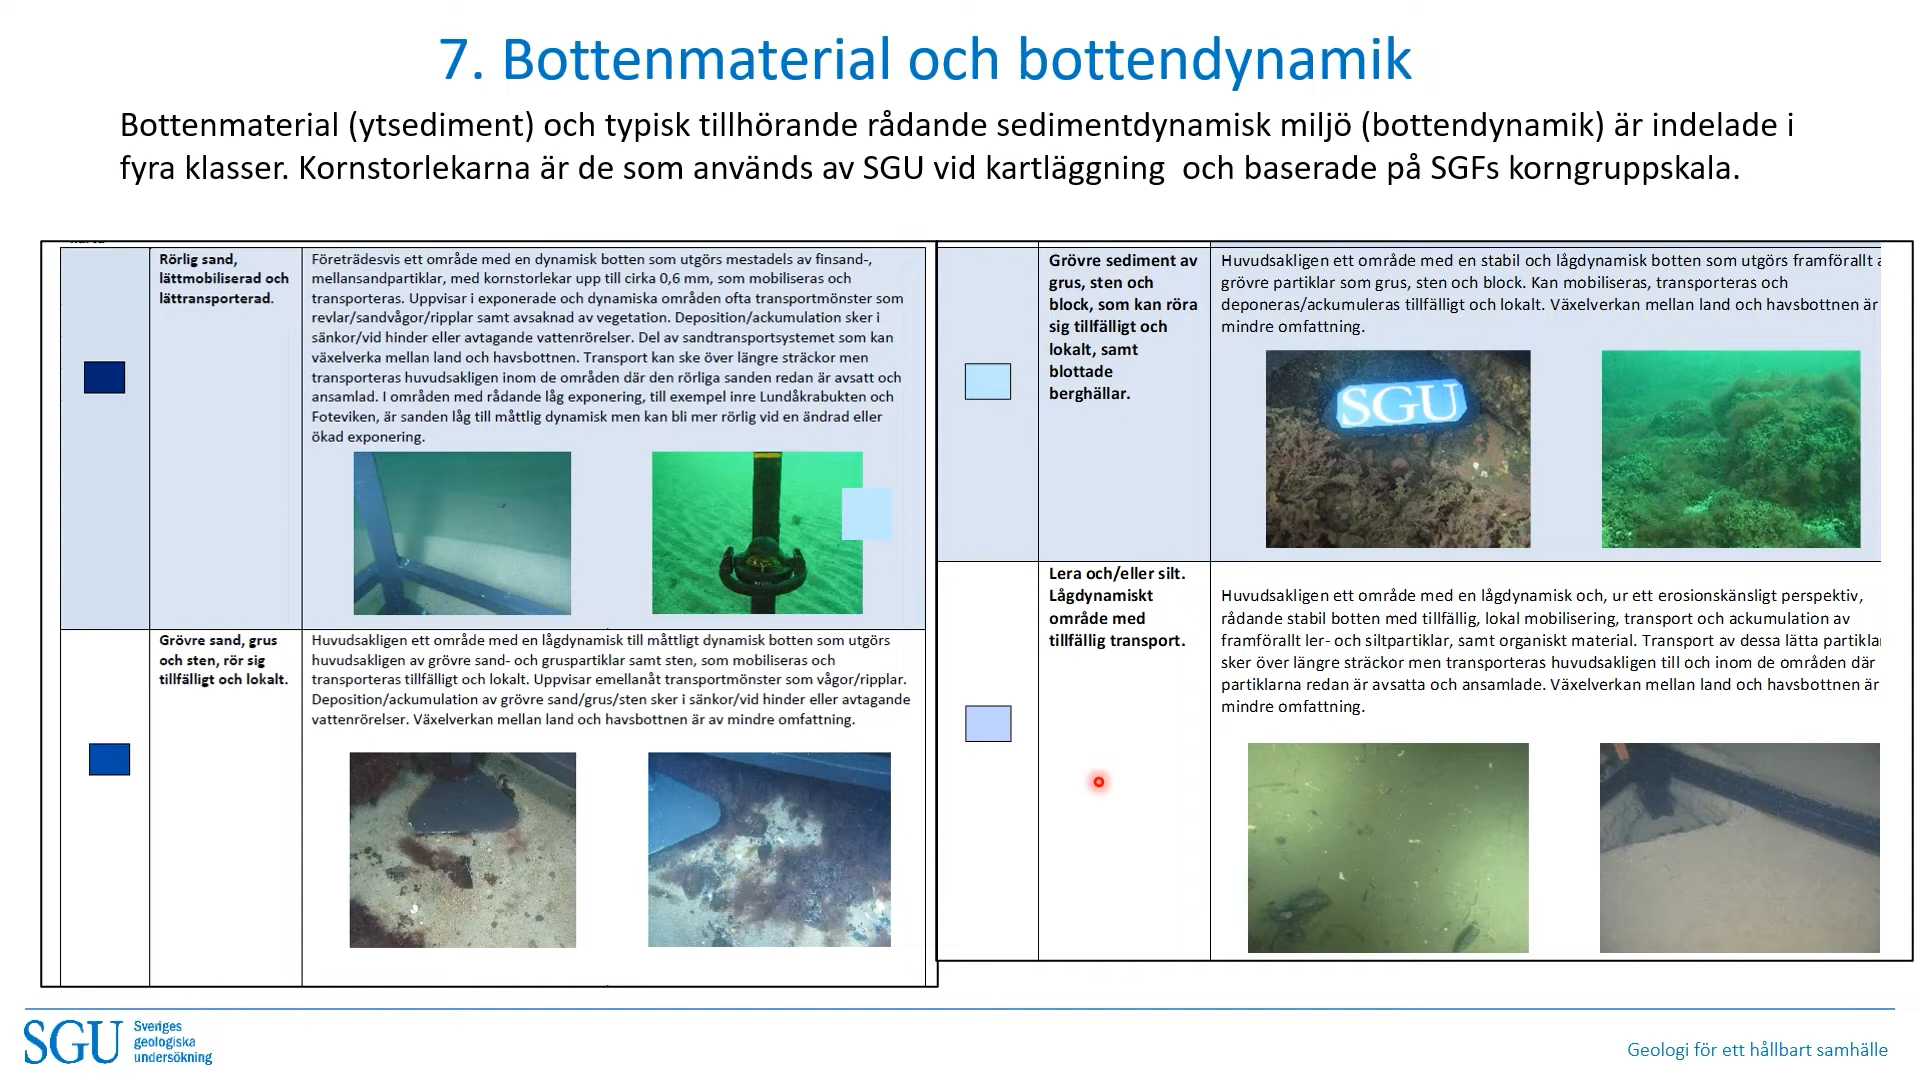 7. Bottenmaterial och bottendynamik
Bottenmaterial (ytsediment) och typisk tillhörande rådande sedimentdynamisk miljö (bottendynamik) är indelade i
fyra klasser. Kornstorlekarna är de som används av SGU vid kartläggning och baserade på SGFs korngruppskala.
Rörlig sand,
lättmobiliserad och
lättransporterad.
Företrädesvis ett område med en dynamisk botten som utgörs mestadels av finsand-,
mellansandpartiklar, med kornstorlekar upp till cirka 0,6 mm, som mobiliseras och
transporteras. Uppvisar i exponerade och dynamiska områden ofta transportmönster som
revlar/sandvågor/ripplar samt avsaknad av vegetation. Deposition/ackumulation sker i
sänkor/vid hinder eller avtagande vattenrörelser. Del av sandtransportsystemet som kan
växelverka mellan land och havsbottnen. Transport kan ske över längre sträckor men
transporteras huvudsakligen inom de områden där den rörliga sanden redan är avsatt och
ansamlad. I områden med rådande låg exponering, till exempel inre Lundåkrabukten och
Foteviken, är sanden låg till måttlig dynamisk men kan bli mer rörlig vid en ändrad eller
ökad exponering.
Grövre sand, grus
och sten, rör sig
tillfälligt och lokalt.
Huvudsakligen ett område med en lågdynamisk till måttligt dynamisk botten som utgörs
huvudsakligen av grövre sand- och gruspartiklar samt sten, som mobiliseras och
transporteras tillfälligt och lokalt. Uppvisar emellanåt transportmönster som vågor/ripplar.
Deposition/ackumulation av grövre sand/grus/sten sker i sänkor/vid hinder eller avtagande
vattenrörelser. Växelverkan mellan land och havsbottnen är av mindre omfattning.
Grövre sediment av
grus, sten och
block, som kan röra
sig tillfälligt och
lokalt, samt
blottade
berghällar.
Huvudsakligen ett område med en stabil och lågdynamisk botten som utgörs framförallt
grövre partiklar som grus, sten och block. Kan mobiliseras, transporteras och
deponeras/ackumuleras tillfälligt och lokalt. Växelverkan mellan land och havsbottnen är
mindre omfattning.
SGU
Lera och/eller silt.
Lågdynamiskt
område med
tillfällig transport.
Huvudsakligen ett område med en lågdynamisk och, ur ett erosionskänsligt perspektiv,
rådande stabil botten med tillfällig, lokal mobilisering, transport och ackumulation av
framförallt ler- och siltpartiklar, samt organiskt material. Transport av dessa lätta partiklar
sker över längre sträckor men transporteras huvudsakligen till och inom de områden där
partiklarna redan är avsatta och ansamlade. Växelverkan mellan land och havsbottnen är
mindre omfattning.
SGU
Sveriges
geologiska
undersökning
Geologi för ett hållbart samhälle